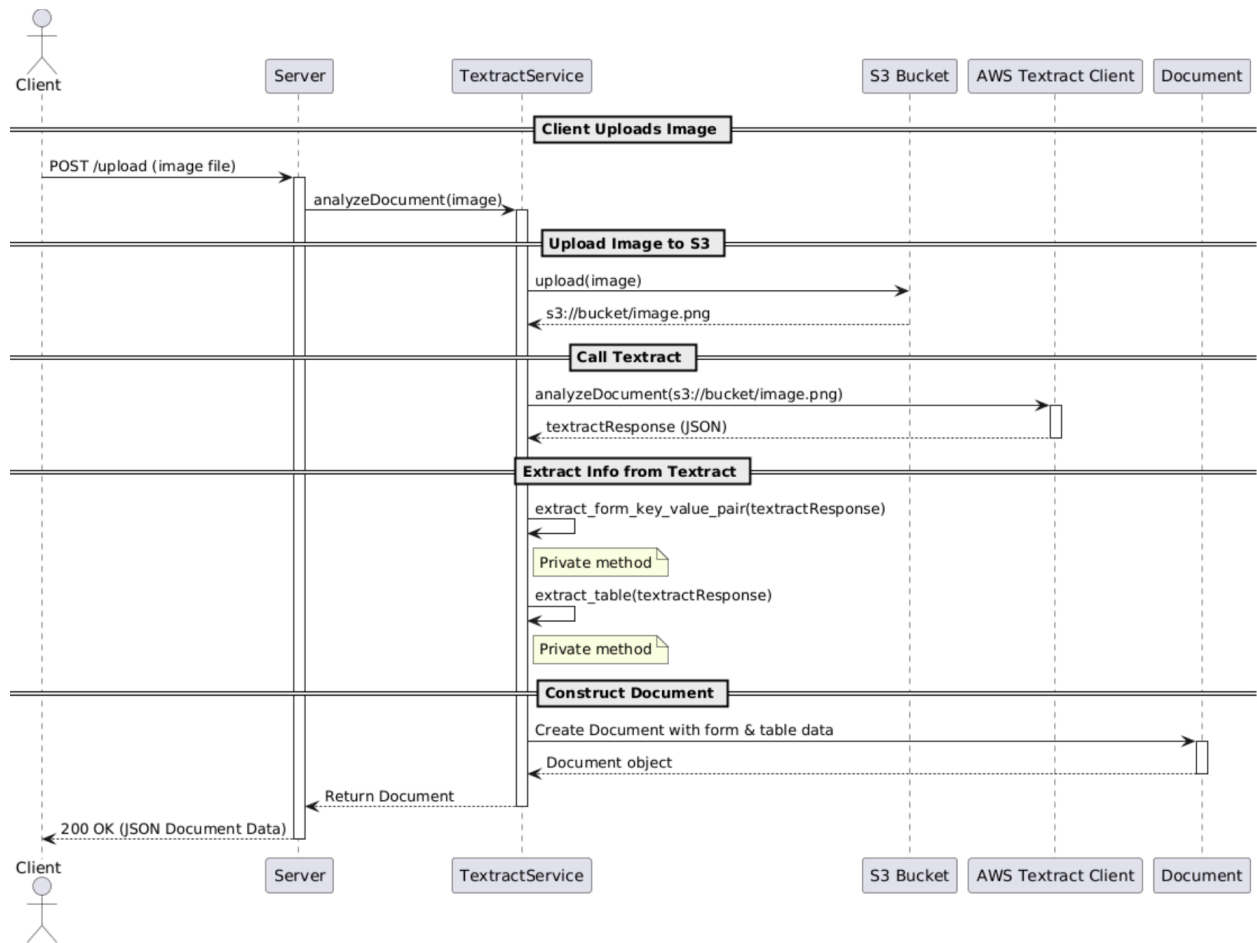 Client
Server
TextractService
S3 Bucket
AWS Textract Client
Document
Client Uploads Image
POST /upload (image file)
analyzeDocument(image)
Upload Image to S3
upload(image)
s3://bucket/image.png
Call Textract
analyzeDocument(s3://bucket/image.png)
textractResponse (JSON)
Extract Info from Textract
extract_form_key_value_pair(textractResponse)
Private method
extract_table(textractResponse)
Private method
Construct Document
Create Document with form & table data
Document object
Return Document
200 OK (JSON Document Data)
Client
Server
TextractService
S3 Bucket
AWS Textract Client
Document